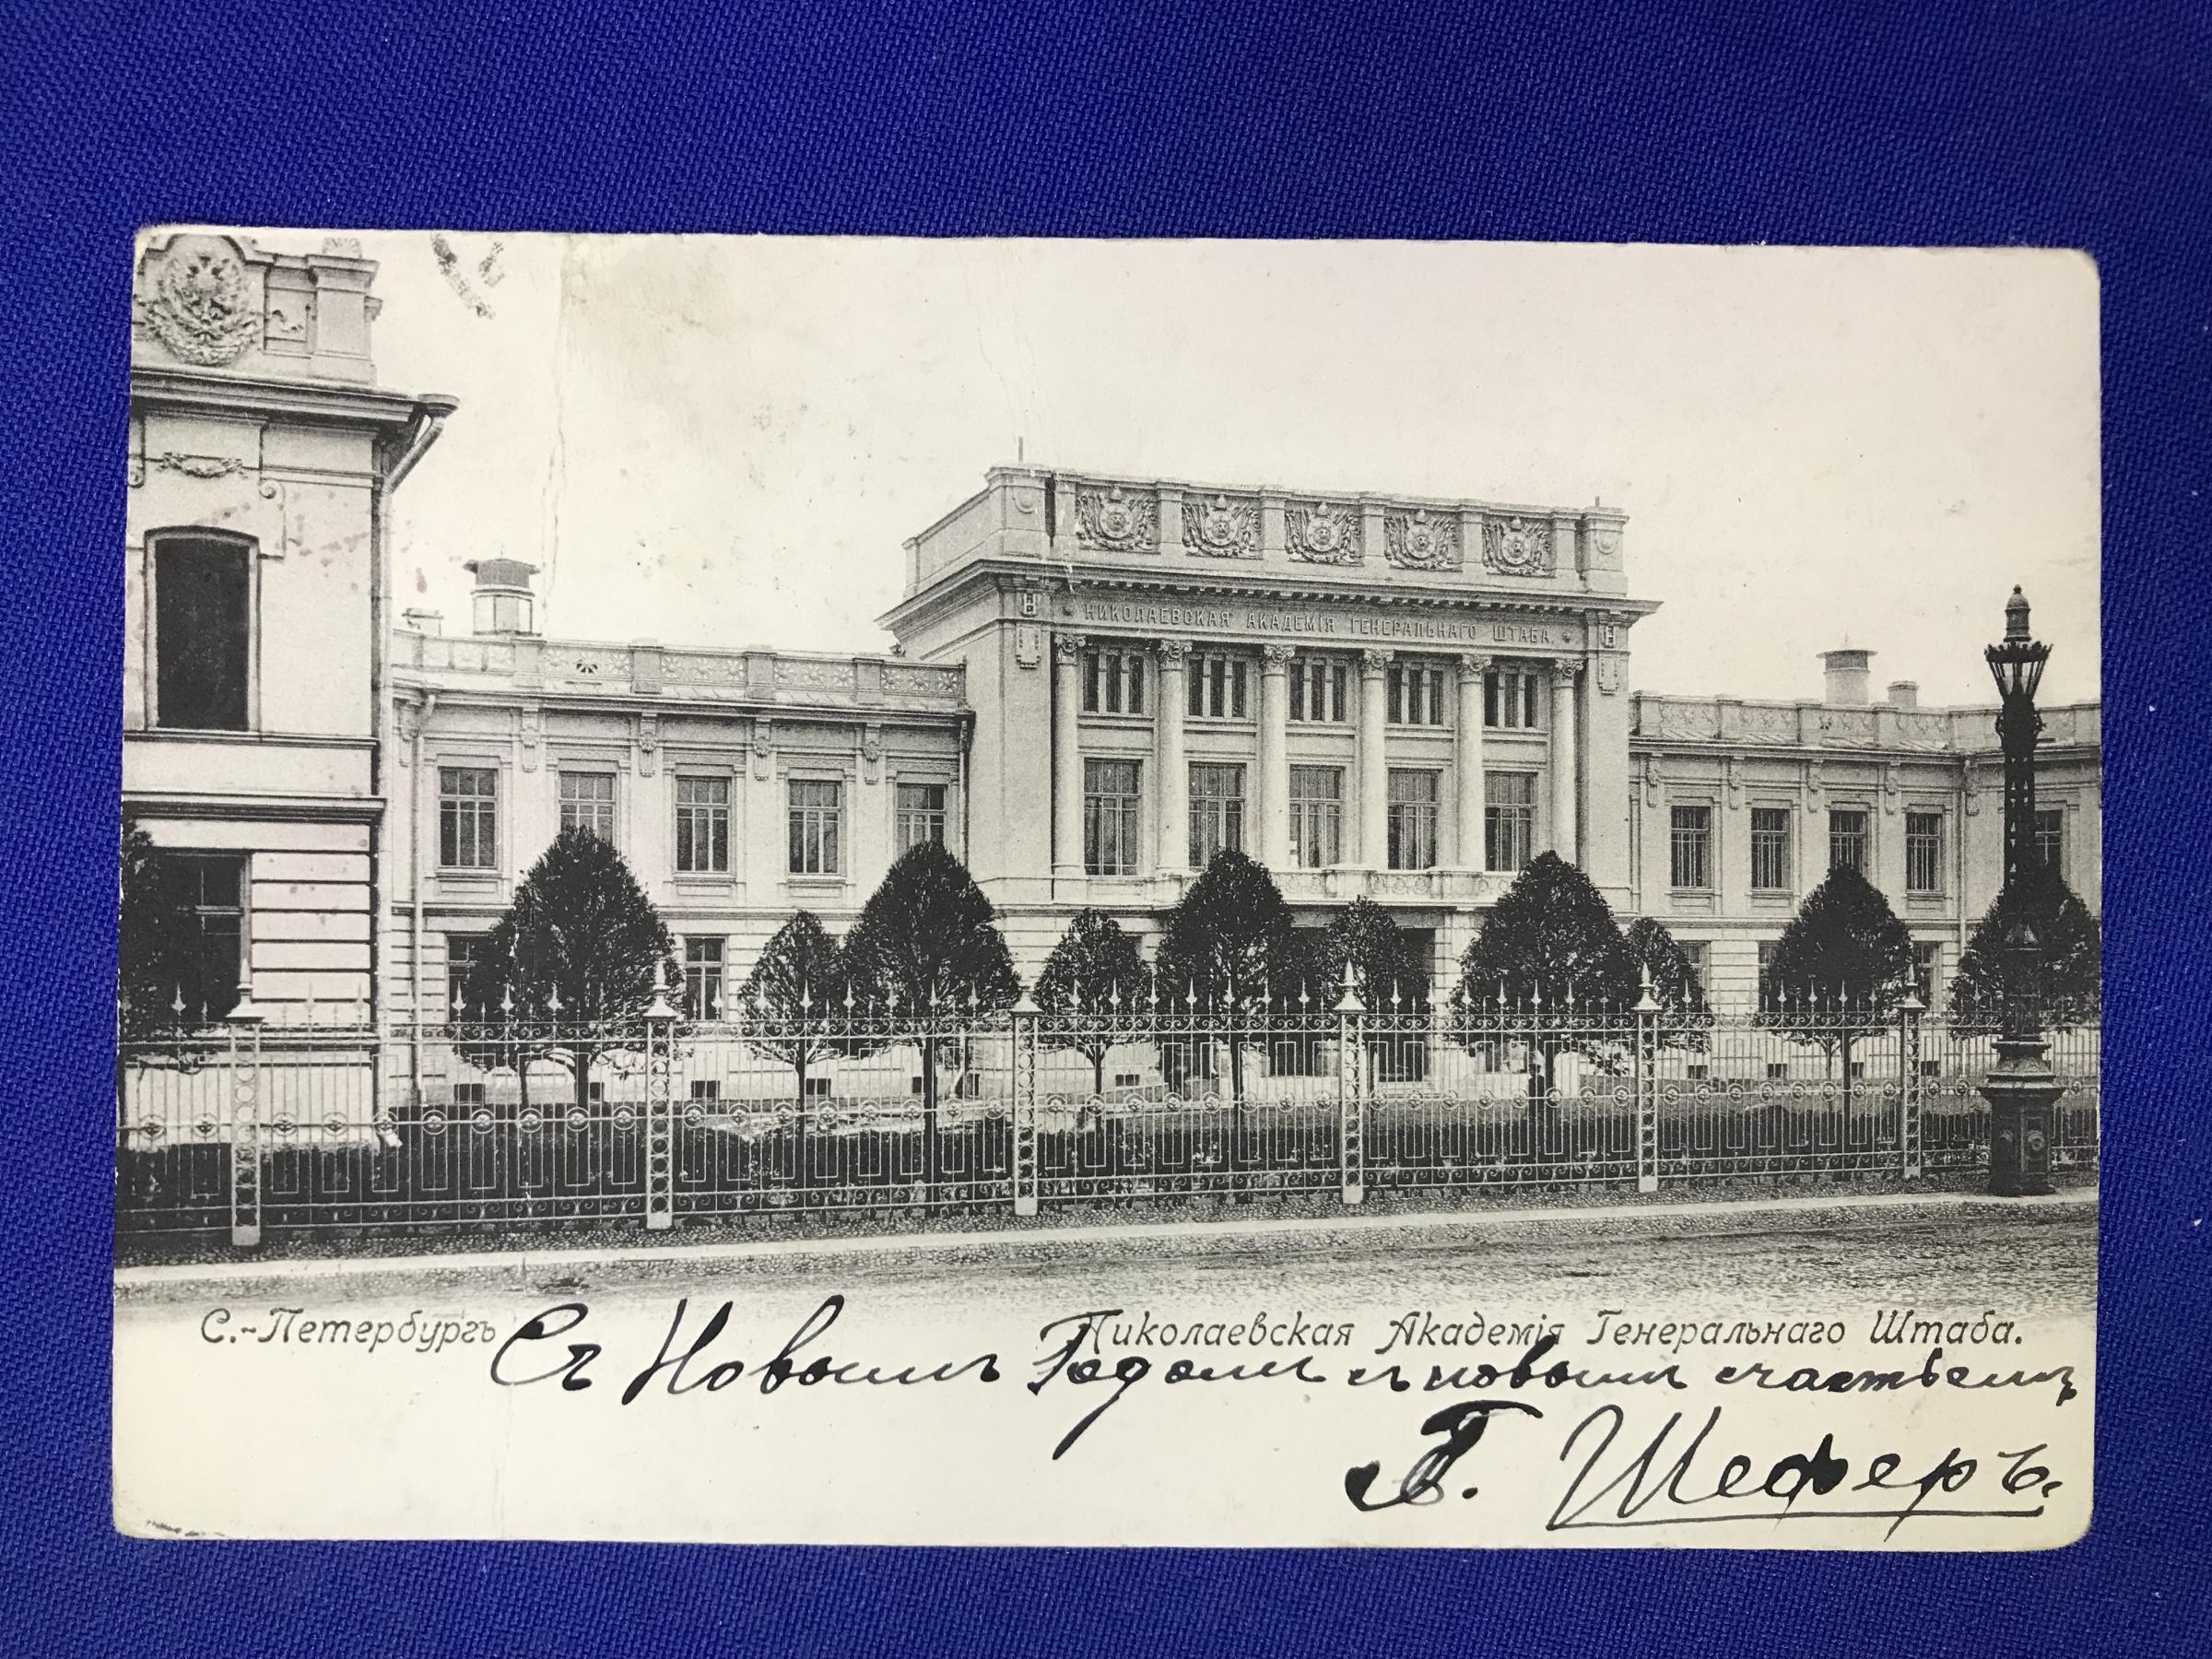 НИКОЛАЕВСКАЯ АКАДЕМІЯ ГЕНЕРАЛЬНАГО ШТАБА.
С.-Петербургъ
Николаевская Академія Генеральнаго Штаба.
Съ Новымъ Годомъ съ новымъ счастьемъ
Г. Шеферъ.